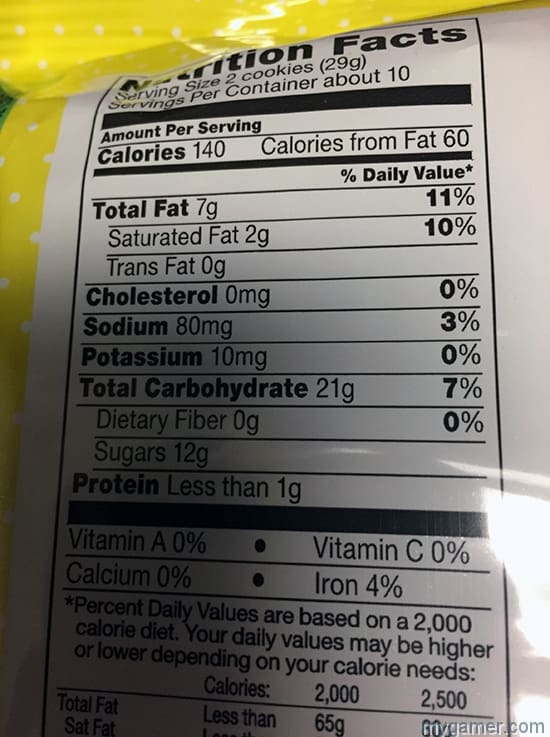 Nutrition Facts
Serving Size 2 cookies (29g)
Servings Per Container about 10
Amount Per Serving
Calories 140 Calories from Fat 60
% Daily Value*
Total Fat 7g 11%
Saturated Fat 2g 10%
Trans Fat 0g
Cholesterol 0mg 0%
Sodium 80mg 3%
Potassium 10mg 0%
Total Carbohydrate 21g 7%
Dietary Fiber 0g 0%
Sugars 12g
Protein Less than 1g
Vitamin A 0% • Vitamin C 0%
Calcium 0% • Iron 4%
*Percent Daily Values are based on a 2,000
calorie diet. Your daily values may be higher
or lower depending on your calorie needs:
Calories: 2,000 2,500
Total Fat Less than 65g
Sat Fat
mygamer.com